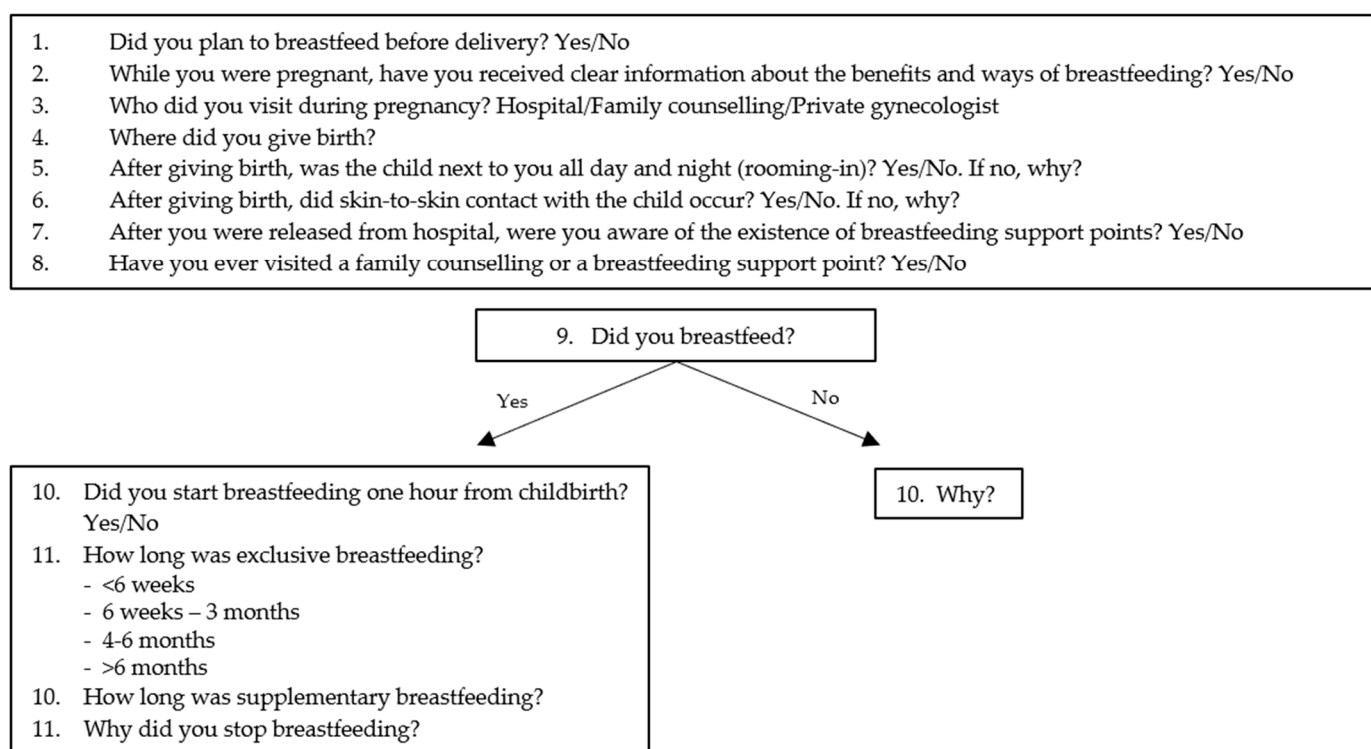 1. Did you plan to breastfeed before delivery? Yes/No
2. While you were pregnant, have you received clear information about the benefits and ways of breastfeeding? Yes/No
3. Who did you visit during pregnancy? Hospital/Family counselling/Private gynecologist
4. Where did you give birth?
5. After giving birth, was the child next to you all day and night (rooming-in)? Yes/No. If no, why?
6. After giving birth, did skin-to-skin contact with the child occur? Yes/No. If no, why?
7. After you were released from hospital, were you aware of the existence of breastfeeding support points? Yes/No
8. Have you ever visited a family counselling or a breastfeeding support point? Yes/No
9. Did you breastfeed?
Yes
No
10. Did you start breastfeeding one hour from childbirth?
Yes/No
11. How long was exclusive breastfeeding?
- <6 weeks
- 6 weeks – 3 months
- 4-6 months
- >6 months
10. How long was supplementary breastfeeding?
11. Why did you stop breastfeeding?
10. Why?